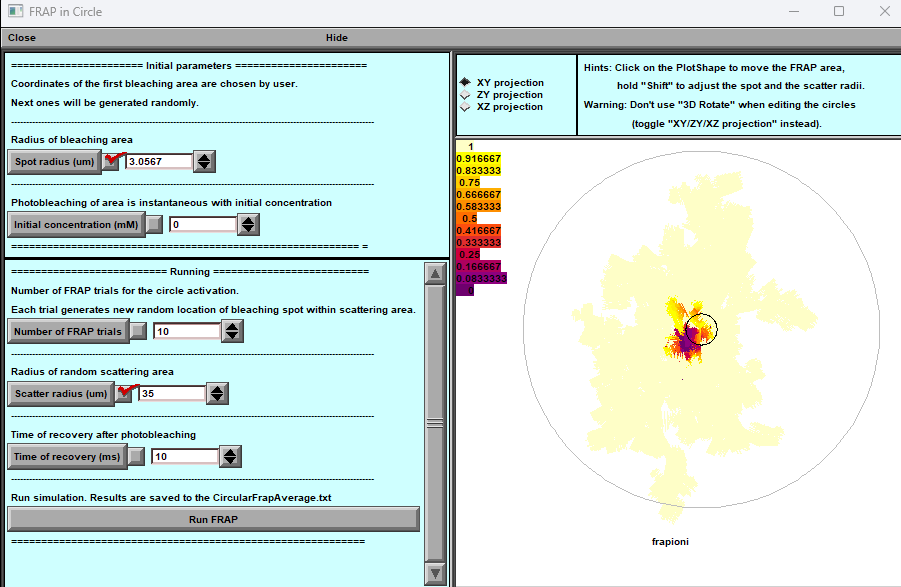 FRAP in Circle
Close Hide
====================== Initial parameters ======================
Coordinates of the first bleaching area are chosen by user.
Next ones will be generated randomly.
Radius of bleaching area
Spot radius (um) 3.0567
Photobleaching of area is instantaneous with initial concentration
Initial concentration (mM) 0
========================================================== =
========================== Running ==========================
Number of FRAP trials for the circle activation.
Each trial generates new random location of bleaching spot within scattering area.
Number of FRAP trials 10
Radius of random scattering area
Scatter radius (um) 35
Time of recovery after photobleaching
Time of recovery (ms) 10
Run simulation. Results are saved to the CircularFrapAverage.txt
Run FRAP
===========================================================
XY projection
ZY projection
XZ projection
Hints: Click on the PlotShape to move the FRAP area,
hold "Shift" to adjust the spot and the scatter radii.
Warning: Don't use "3D Rotate" when editing the circles
(toggle "XY/ZY/XZ projection" instead).
1
0.916667
0.833333
0.75
0.666667
0.583333
0.5
0.416667
0.333333
0.25
0.166667
0.0833333
0
frapioni